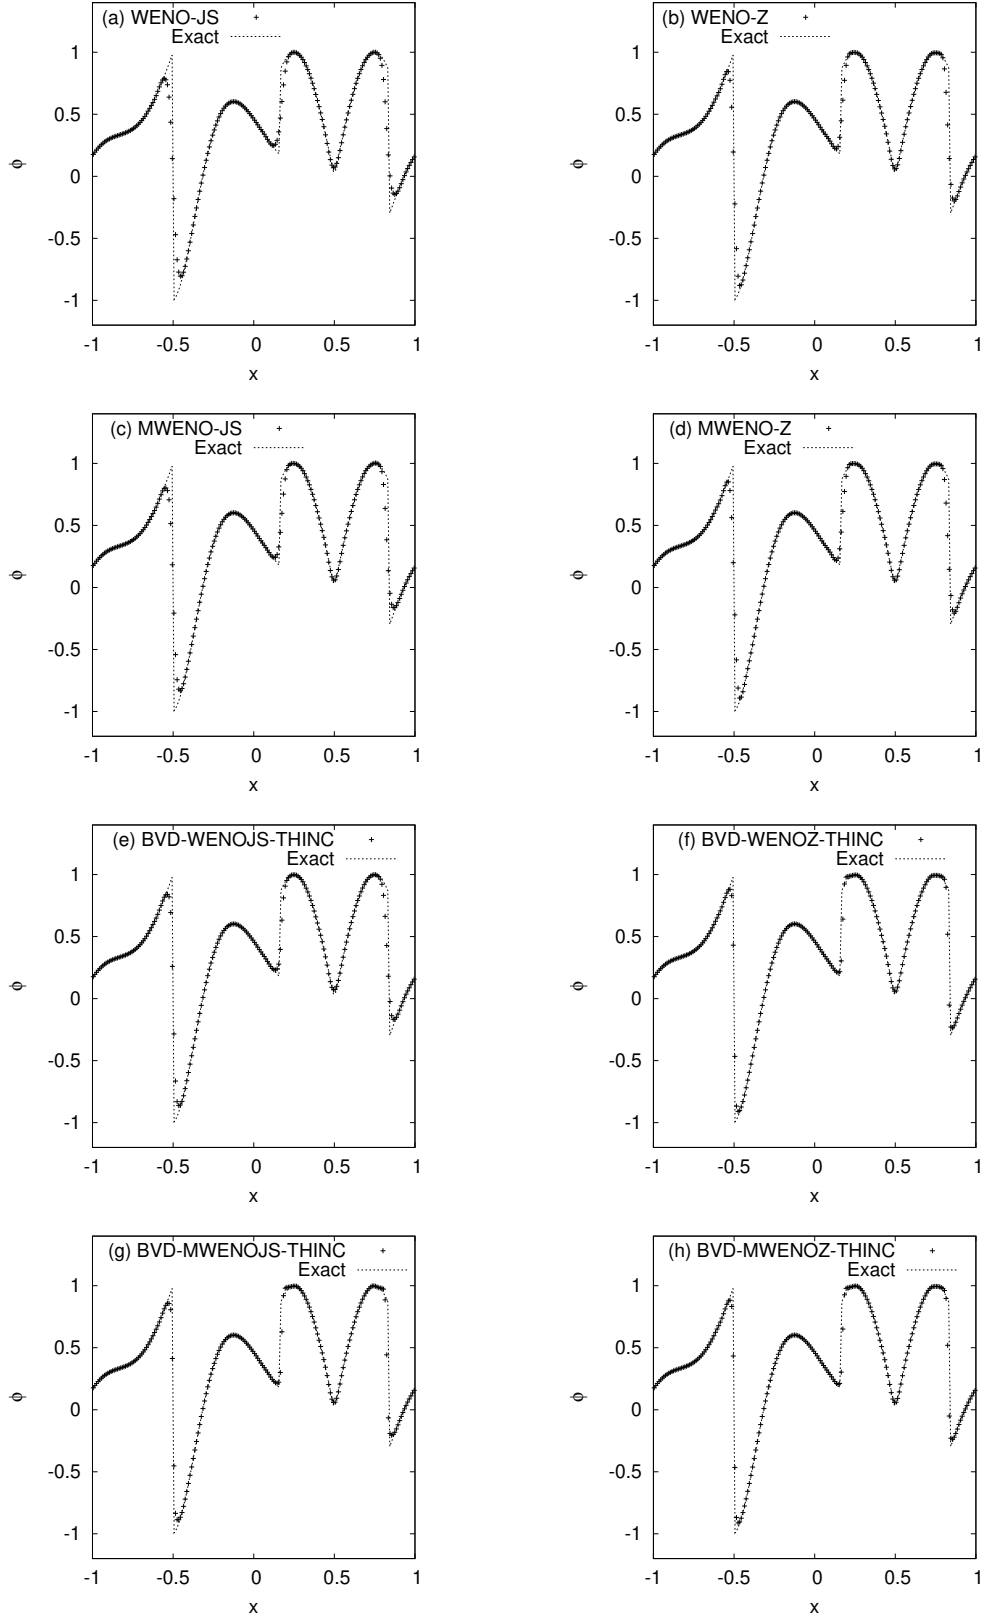 (a) WENO-JS
Exact
1
0.5
0
-0.5
-1
ϕ
-1 -0.5 0 0.5 1
x
(b) WENO-Z
Exact
1
0.5
0
-0.5
-1
ϕ
-1 -0.5 0 0.5 1
x
(c) MWENO-JS
Exact
1
0.5
0
-0.5
-1
ϕ
-1 -0.5 0 0.5 1
x
(d) MWENO-Z
Exact
1
0.5
0
-0.5
-1
ϕ
-1 -0.5 0 0.5 1
x
(e) BVD-WENOJS-THINC
Exact
1
0.5
0
-0.5
-1
ϕ
-1 -0.5 0 0.5 1
x
(f) BVD-WENOZ-THINC
Exact
1
0.5
0
-0.5
-1
ϕ
-1 -0.5 0 0.5 1
x
(g) BVD-MWENOJS-THINC
Exact
1
0.5
0
-0.5
-1
ϕ
-1 -0.5 0 0.5 1
x
(h) BVD-MWENOZ-THINC
Exact
1
0.5
0
-0.5
-1
ϕ
-1 -0.5 0 0.5 1
x